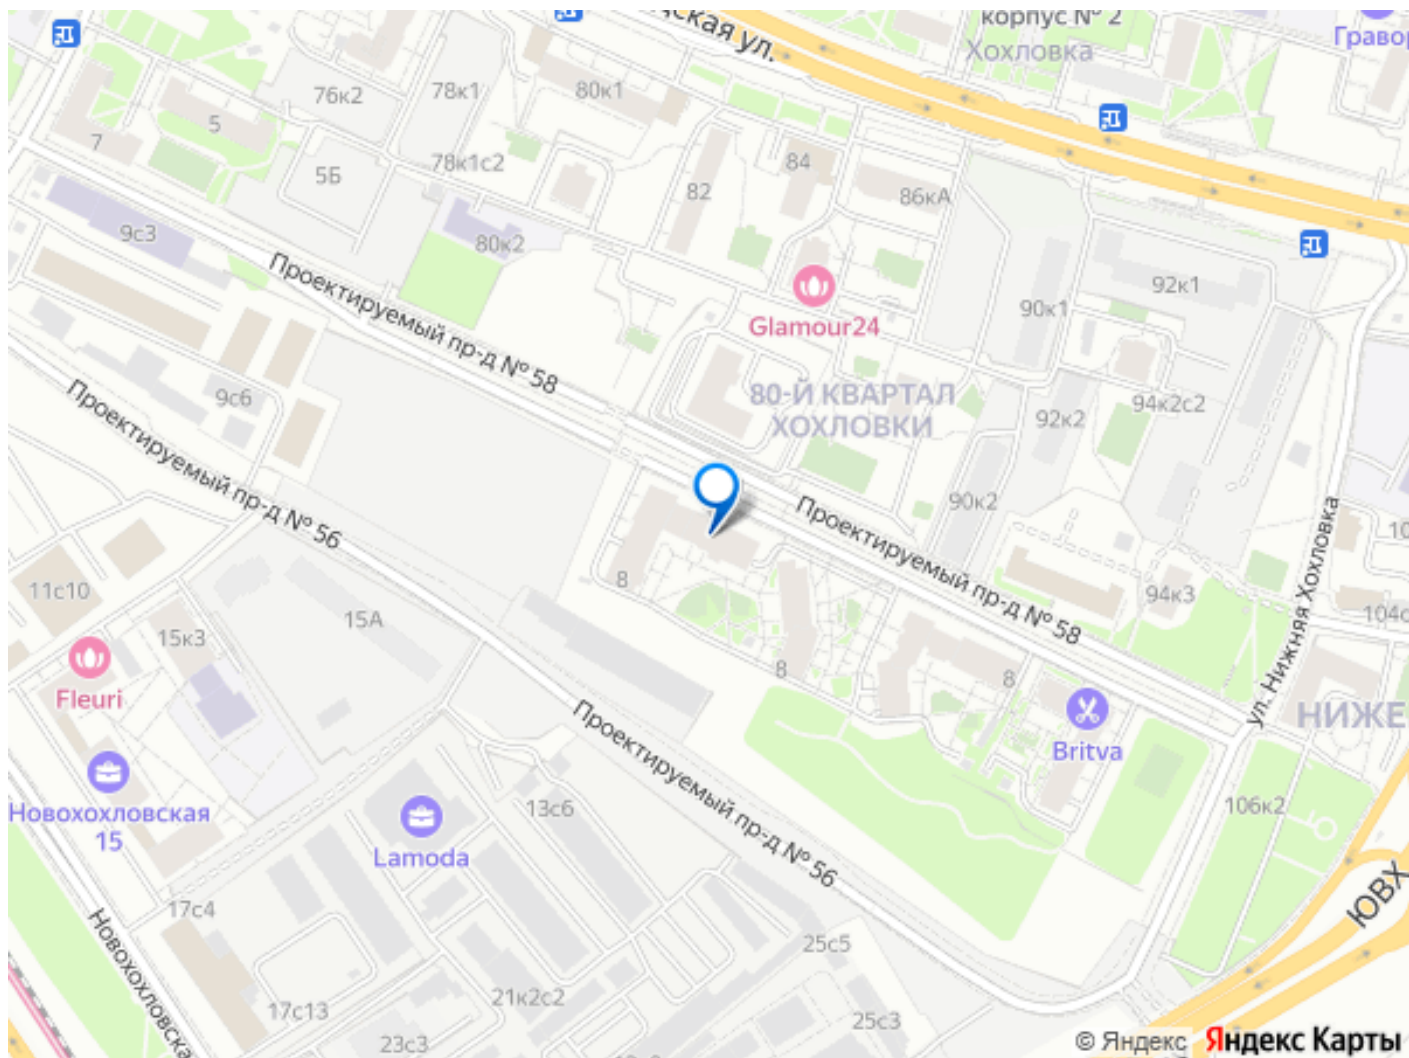 корпус № 2
Хохловка
Граво
ская ул.
76к2
78к1
80к1
5
7
78к1с2
5Б
82
84
86кА
9с3
80к2
92к1
90к1
Glamour24
Проектируемый пр-д № 58
80-Й КВАРТАЛ
ХОХЛОВКИ
9с6
94к2с2
92к2
90к2
Проектируемый пр-д № 56
Проектируемый пр-д № 58
ул. Нижняя Хохловка
11с10
8
94к3
104с
15А
15к3
8
8
Fleuri
НИЖЕ
Britva
Проектируемый пр-д № 56
Новохохловская
15
13с6
106к2
Lamoda
ЮВХ
17с4
Новохохловская
25с5
21к2с2
17с13
25с3
23с3
© Яндекс Яндекс Карты